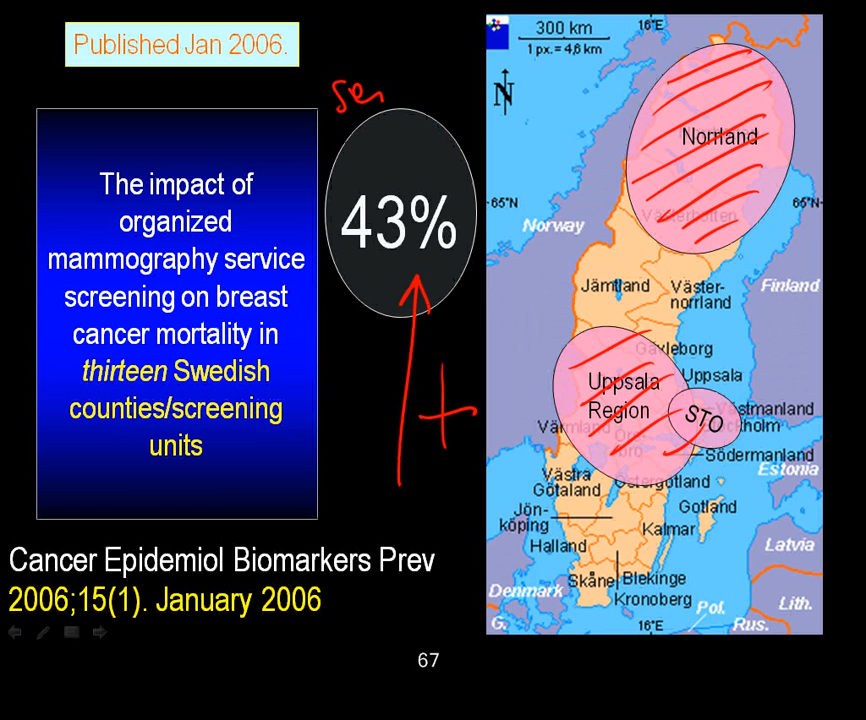 Published Jan 2006.
The impact of
organized
mammography service
screening on breast
cancer mortality in
thirteen Swedish
counties/screening
units
Cancer Epidemiol Biomarkers Prev
2006;15(1). January 2006
43%
300 km
1 px. = 4,6 km
16°E
N
Norrland
65°N
65°N
Västerbotten
Norway
Jämtland
Väster-
norrland
Finland
Gävleborg
Uppsala
Region
Uppsala
STO
Västmanland
Södermanland
Estonia
Västra
Götaland
Östergötland
Jön-
köping
Gotland
Kalmar
Halland
Latvia
Skåne
Blekinge
Kronoberg
Denmark
Lith.
G.
16°E
Pol.
Rus.
67